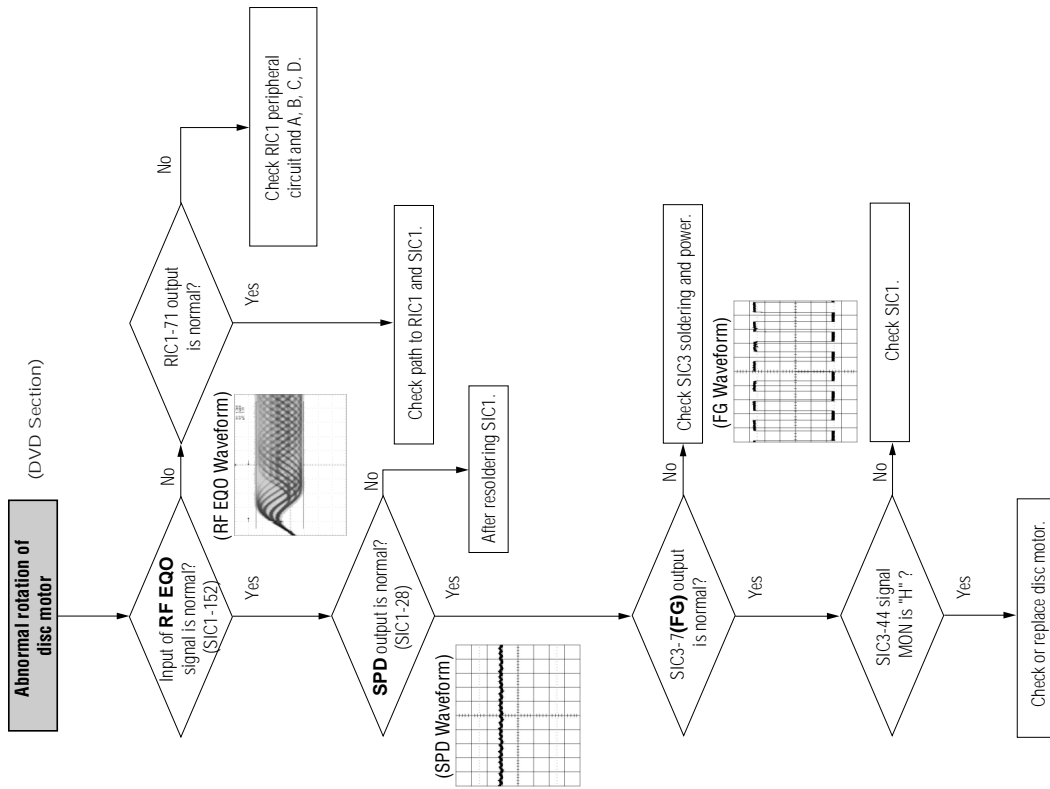 (DVD Section)
Abnormal rotation of
disc motor
Input of RF EQO
signal is normal?
(SIC1-152)
No
Yes
RIC1-71 output
is normal?
No
Yes
Check RIC1 peripheral
circuit and A, B, C, D.
Check path to RIC1 and SIC1.
(RF EQO Waveform)
SPD output is normal?
(SIC1-28)
No
Yes
After resoldering SIC1.
(SPD Waveform)
SIC3-7(FG) output
is normal?
No
Yes
Check SIC3 soldering and power.
(FG Waveform)
SIC3-44 signal
MON is "H" ?
No
Yes
Check SIC1.
Check or replace disc motor.